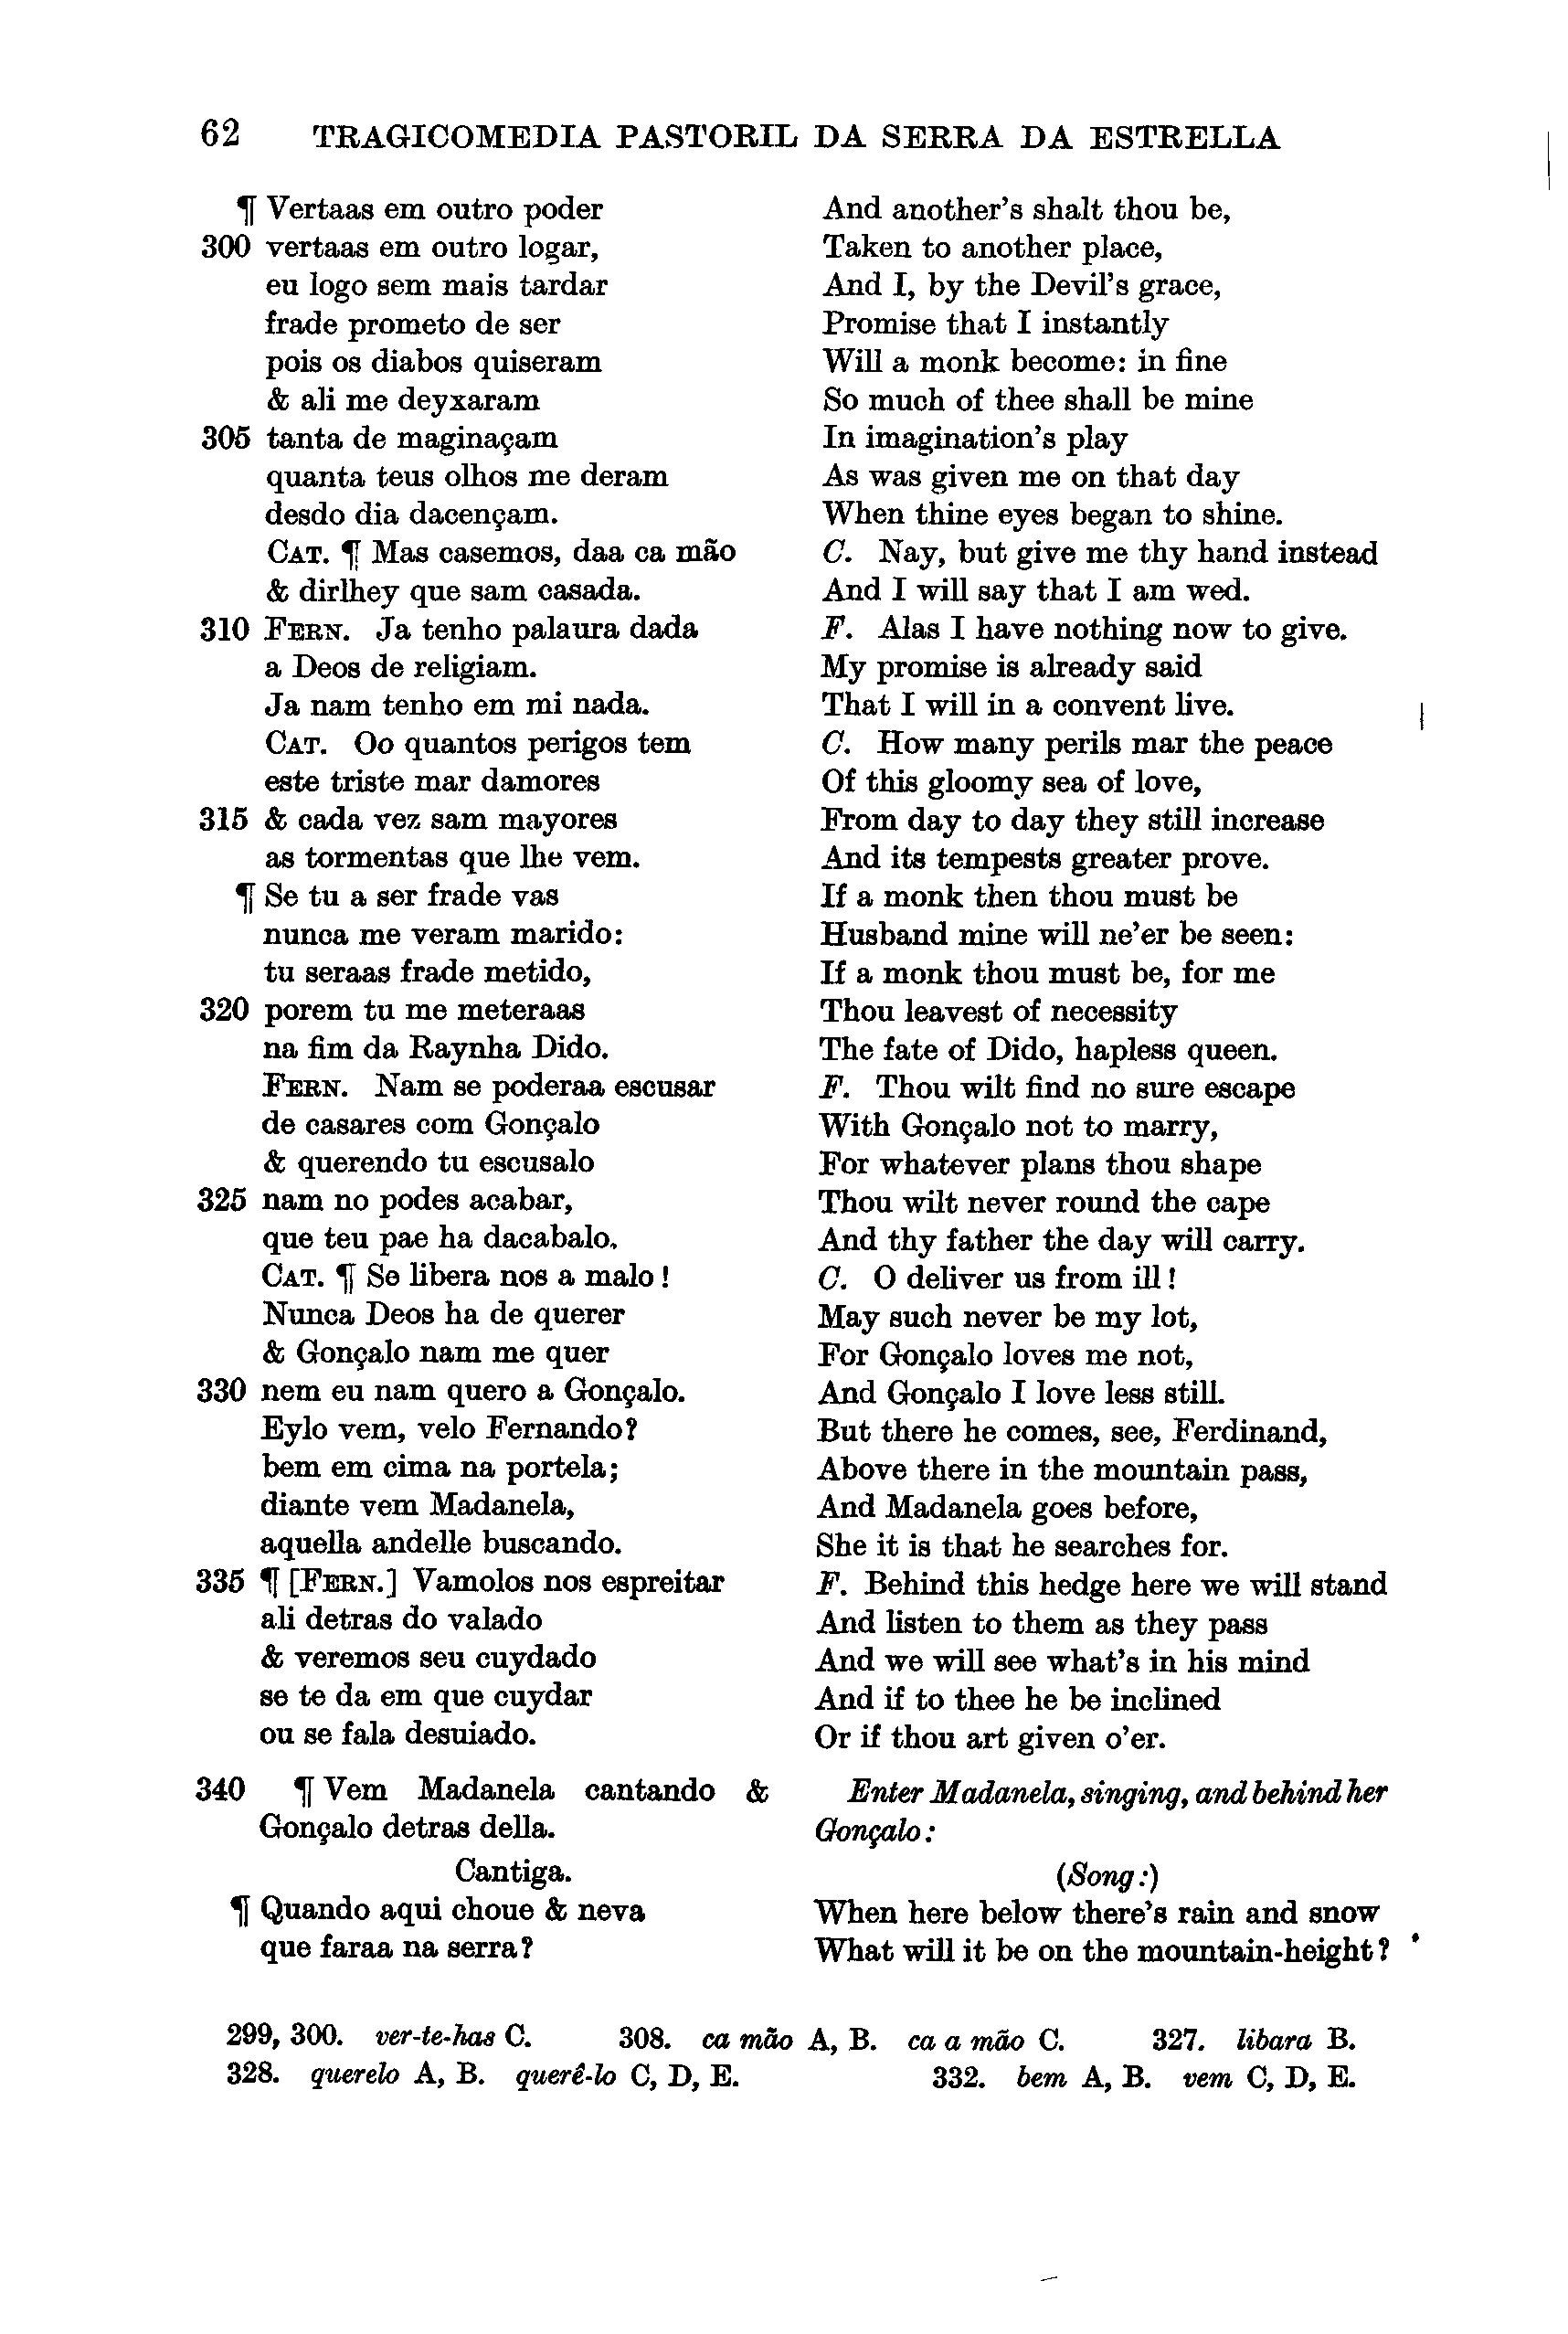 62 TRAGICOMEDIA PASTORIL DA SERRA DA ESTRELLA
¶ Vertaas em outro poder
300 vertaas em outro logar,
eu logo sem mais tardar
frade prometo de ser
pois os diabos quiseram
& ali me deyxaram
305 tanta de maginaçam
quanta teus olhos me deram
desdo dia dacençam.
CAT. ¶ Mas casemos, daa ca mão
& dirlhey que sam casada.
310 FERN. Ja tenho palaura dada
a Deos de religiam.
Ja nam tenho em mi nada.
CAT. Oo quantos perigos tem
este triste mar damores
315 & cada vez sam mayores
as tormentas que lhe vem.
¶ Se tu a ser frade vas
nunca me veram marido:
tu seraas frade metido,
320 porem tu me meteraas
na fim da Raynha Dido.
FERN. Nam se poderaa escusar
de casares com Gonçalo
& querendo tu escusalo
325 nam no podes acabar,
que teu pae ha dacabalo.
CAT. ¶ Se libera nos a malo!
Nunca Deos ha de querer
& Gonçalo nam me quer
330 nem eu nam quero a Gonçalo.
Eylo vem, velo Fernando?
bem em cima na portela;
diante vem Madanela,
aquella andelle buscando.
335 ¶ [FERN.] Vamolos nos espreitar
ali detras do valado
& veremos seu cuydado
se te da em que cuydar
ou se fala desuiado.
340 ¶ Vem Madanela cantando &
Gonçalo detras della.
Cantiga.
¶ Quando aqui choue & neva
que faraa na serra?
And another's shalt thou be,
Taken to another place,
And I, by the Devil's grace,
Promise that I instantly
Will a monk become: in fine
So much of thee shall be mine
In imagination's play
As was given me on that day
When thine eyes began to shine.
C. Nay, but give me thy hand instead
And I will say that I am wed.
F. Alas I have nothing now to give.
My promise is already said
That I will in a convent live.
C. How many perils mar the peace
Of this gloomy sea of love,
From day to day they still increase
And its tempests greater prove.
If a monk then thou must be
Husband mine will ne'er be seen:
If a monk thou must be, for me
Thou leavest of necessity
The fate of Dido, hapless queen.
F. Thou wilt find no sure escape
With Gonçalo not to marry,
For whatever plans thou shape
Thou wilt never round the cape
And thy father the day will carry.
C. O deliver us from ill!
May such never be my lot,
For Gonçalo loves me not,
And Gonçalo I love less still.
But there he comes, see, Ferdinand,
Above there in the mountain pass,
And Madanela goes before,
She it is that he searches for.
F. Behind this hedge here we will stand
And listen to them as they pass
And we will see what's in his mind
And if to thee he be inclined
Or if thou art given o'er.
Enter Madanela, singing, and behind her
Gonçalo:
(Song:)
When here below there's rain and snow
What will it be on the mountain-height?
299, 300. ver-te-has C. 308. ca mão A, B. ca a mão C. 327. libara B.
328. querelo A, B. querê-lo C, D, E. 332. bem A, B. vem C, D, E.